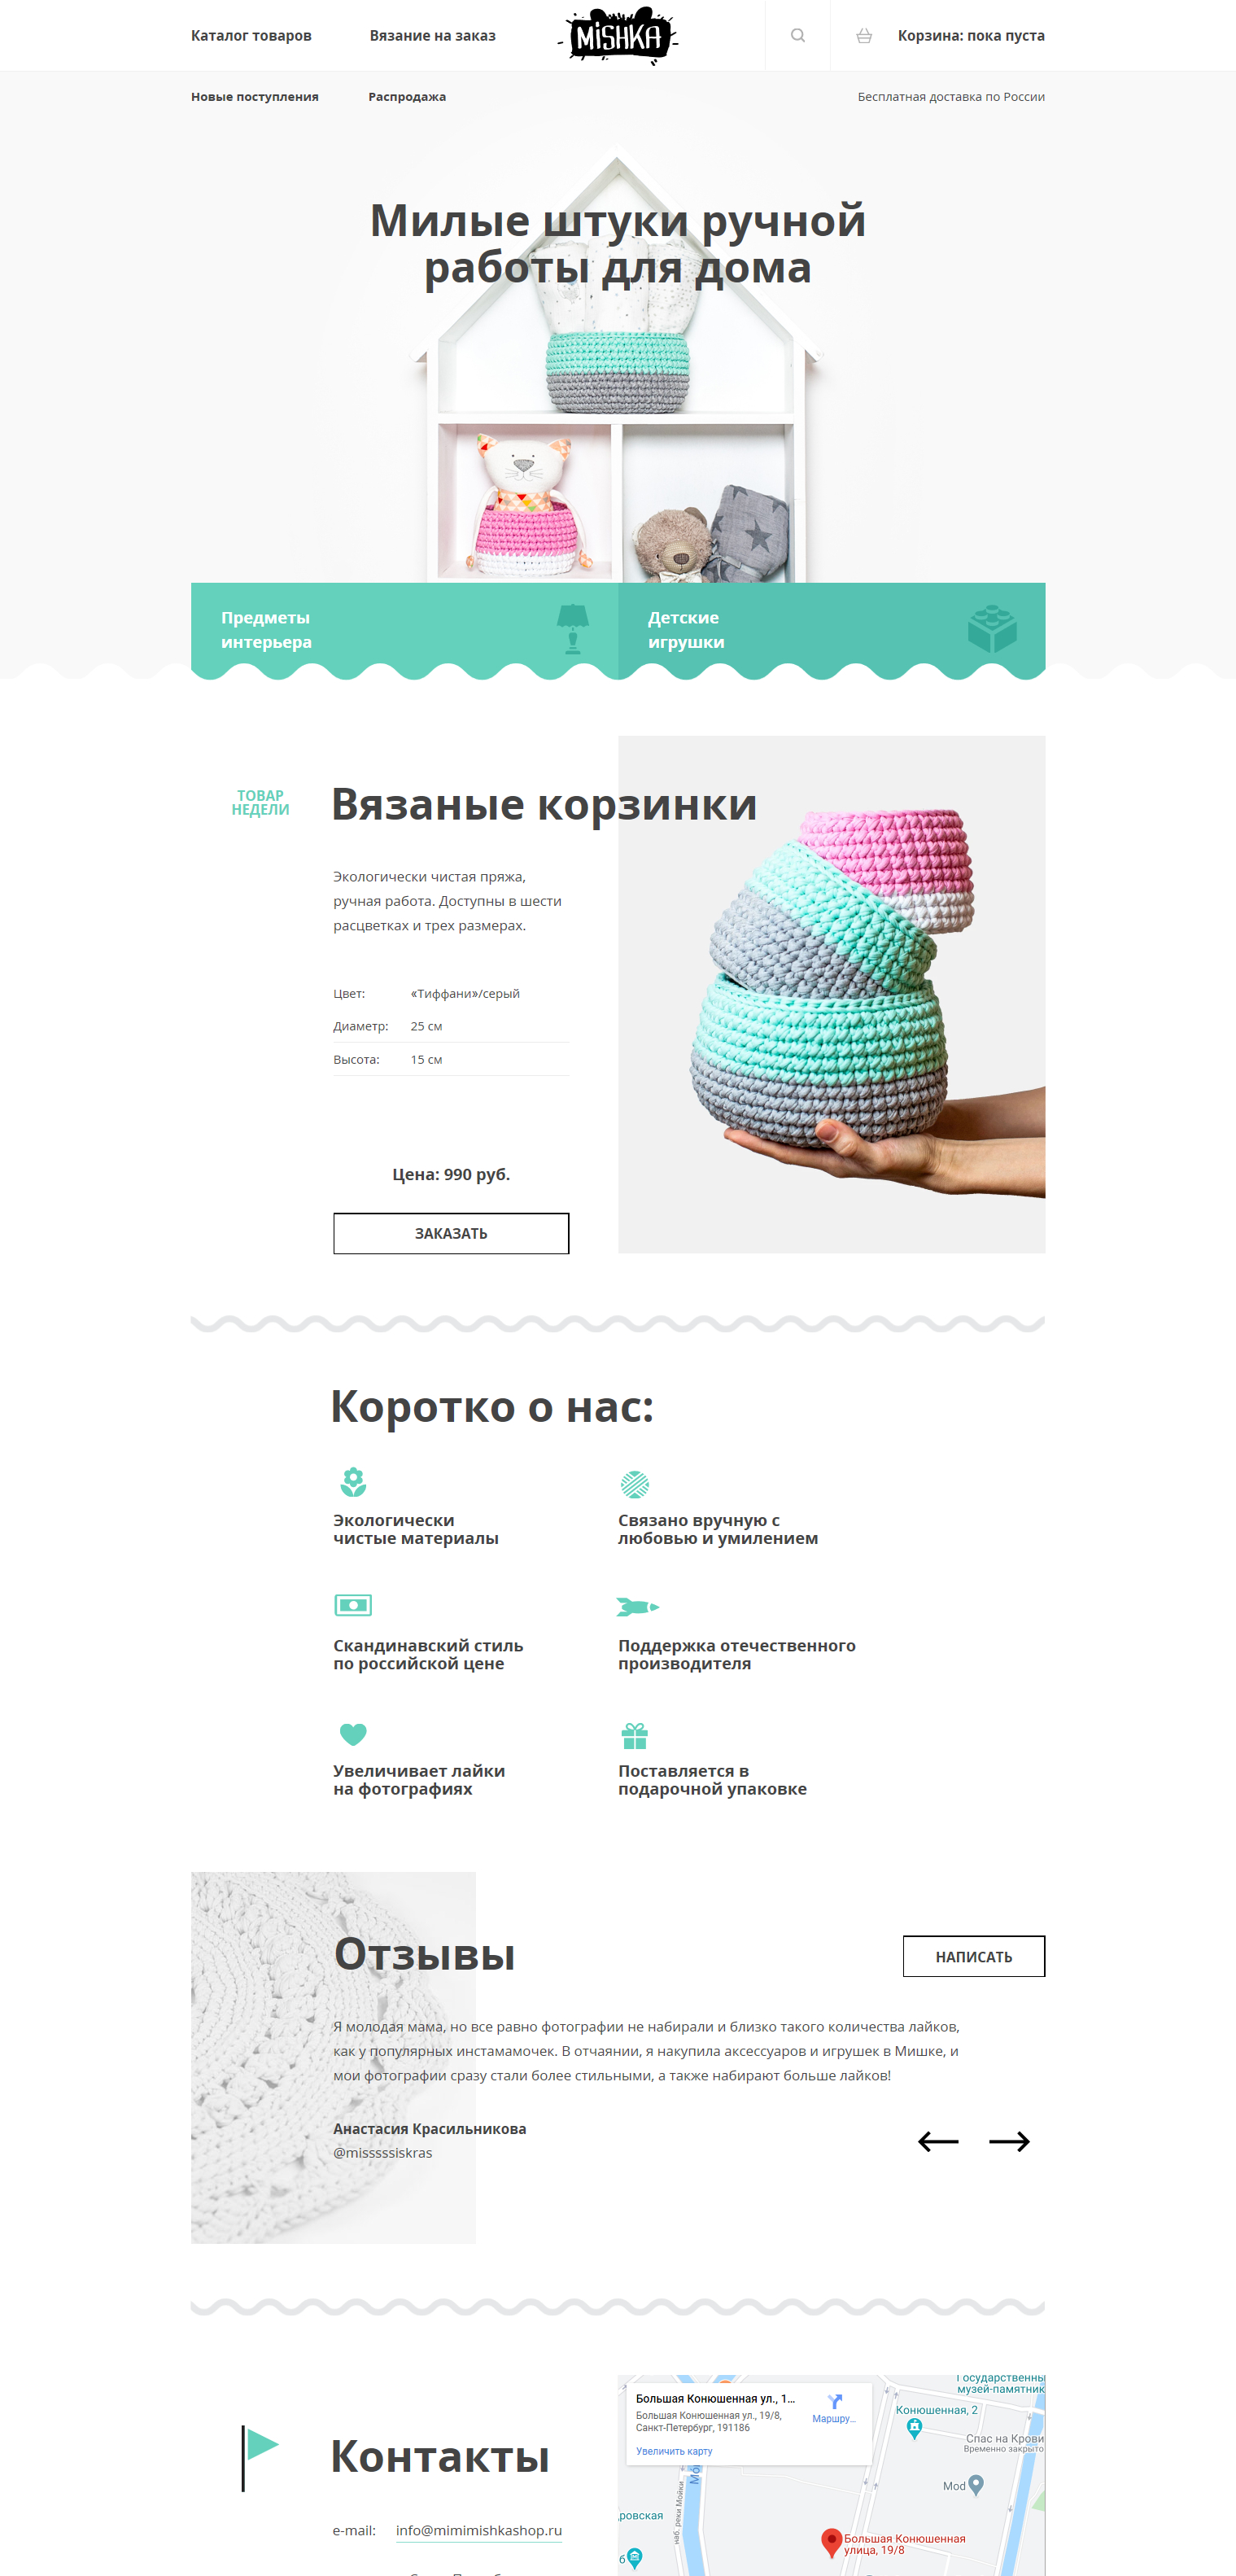 Каталог товаров
Вязание на заказ
MiSHKA
Корзина: пока пуста
Новые поступления
Распродажа
Бесплатная доставка по России
Милые штуки ручной
работы для дома
Предметы
интерьера
Детские
игрушки
ТОВАР
НЕДЕЛИ
Вязаные корзинки
Экологически чистая пряжа,
ручная работа. Доступны в шести
расцветках и трех размерах.
Цвет: «Тиффани»/серый
Диаметр: 25 см
Высота: 15 см
Цена: 990 руб.
ЗАКАЗАТЬ
Коротко о нас:
Экологически
чистые материалы
Связано вручную с
любовью и умилением
Скандинавский стиль
по российской цене
Поддержка отечественного
производителя
Увеличивает лайки
на фотографиях
Поставляется в
подарочной упаковке
Отзывы
НАПИСАТЬ
Я молодая мама, но все равно фотографии не набирали и близко такого количества лайков,
как у популярных инстамамочек. В отчаянии, я накупила аксессуаров и игрушек в Мишке, и
мои фотографии сразу стали более стильными, а также набирают больше лайков!
Анастасия Красильникова
@misssssiskras
Контакты
e-mail: info@mimimishkashop.ru
Большая Конюшенная ул., 1...
Большая Конюшенная ул., 19/8,
Санкт-Петербург, 191186
Маршру...
Увеличить карту
Государственны
музей-памятник
Конюшенная, 2
Спас на Крови
Временно закрыто
Mod
наб. реки Мойки
ровская
Большая Конюшенная
улица, 19/8